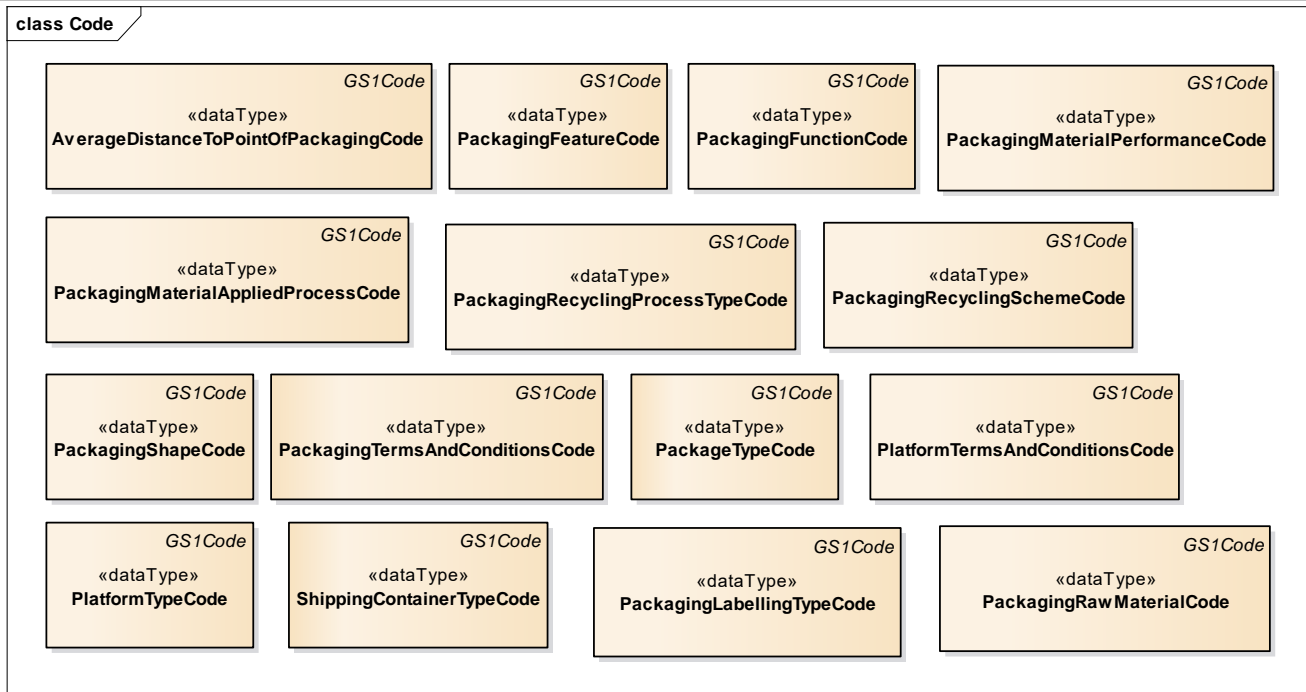 class Code
GS1Code
«dataType»
AverageDistanceToPointOfPackagingCode
GS1Code
«dataType»
PackagingFeatureCode
GS1Code
«dataType»
PackagingFunctionCode
GS1Code
«dataType»
PackagingMaterialPerformanceCode
GS1Code
«dataType»
PackagingMaterialAppliedProcessCode
GS1Code
«dataType»
PackagingRecyclingProcessTypeCode
GS1Code
«dataType»
PackagingRecyclingSchemeCode
GS1Code
«dataType»
PackagingShapeCode
GS1Code
«dataType»
PackagingTermsAndConditionsCode
GS1Code
«dataType»
PackageTypeCode
GS1Code
«dataType»
PlatformTermsAndConditionsCode
GS1Code
«dataType»
PlatformTypeCode
GS1Code
«dataType»
ShippingContainerTypeCode
GS1Code
«dataType»
PackagingLabellingTypeCode
GS1Code
«dataType»
PackagingRawMaterialCode